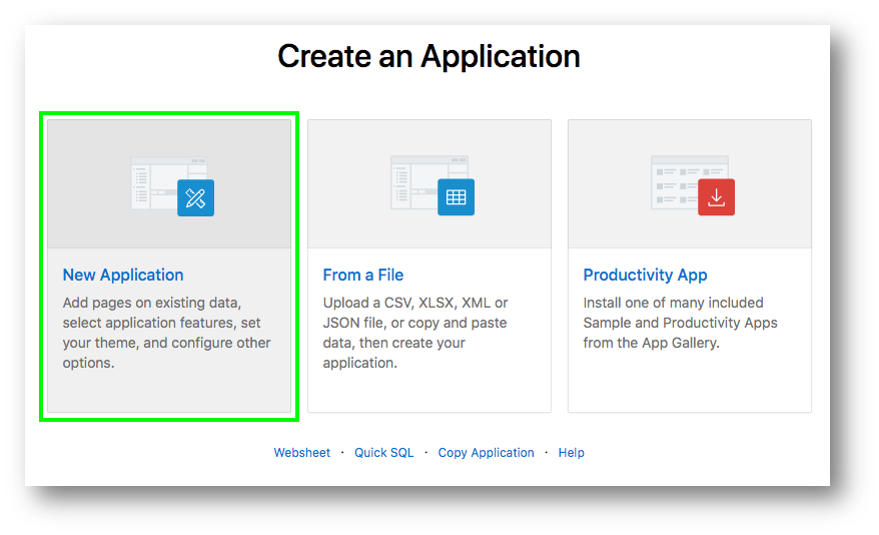 Create an Application
New Application
Add pages on existing data,
select application features, set
your theme, and configure other
options.
From a File
Upload a CSV, XLSX, XML or
JSON file, or copy and paste
data, then create your
application.
Productivity App
Install one of many included
Sample and Productivity Apps
from the App Gallery.
Websheet · Quick SQL · Copy Application · Help